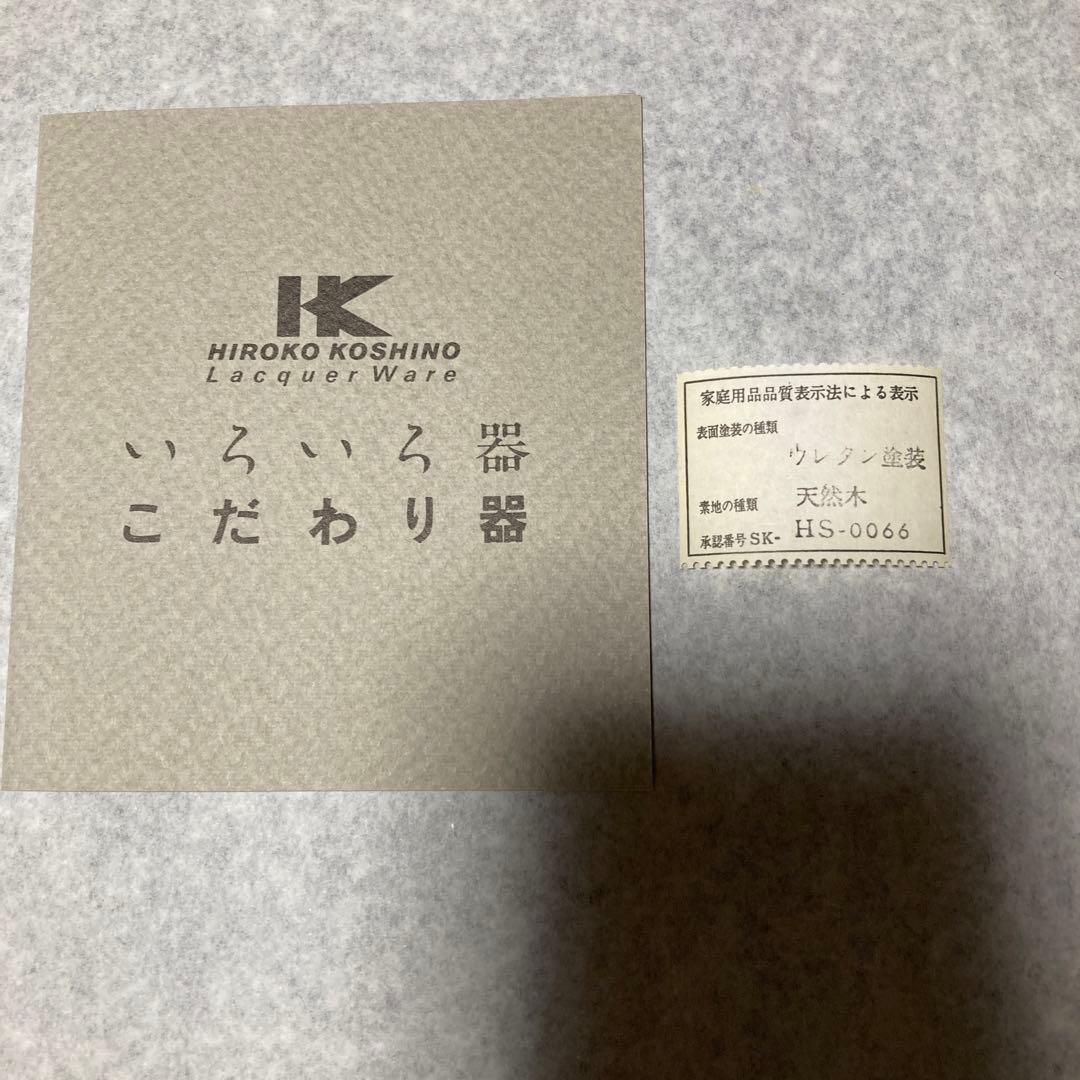 HK
HIROKO KOSHINO
Lacquer Ware
いろいろ器
こだわり器
家庭用品品質表示法による表示
表面塗装の種類
ウレタン塗装
素地の種類 天然木
承認番号 SK- HS-0066